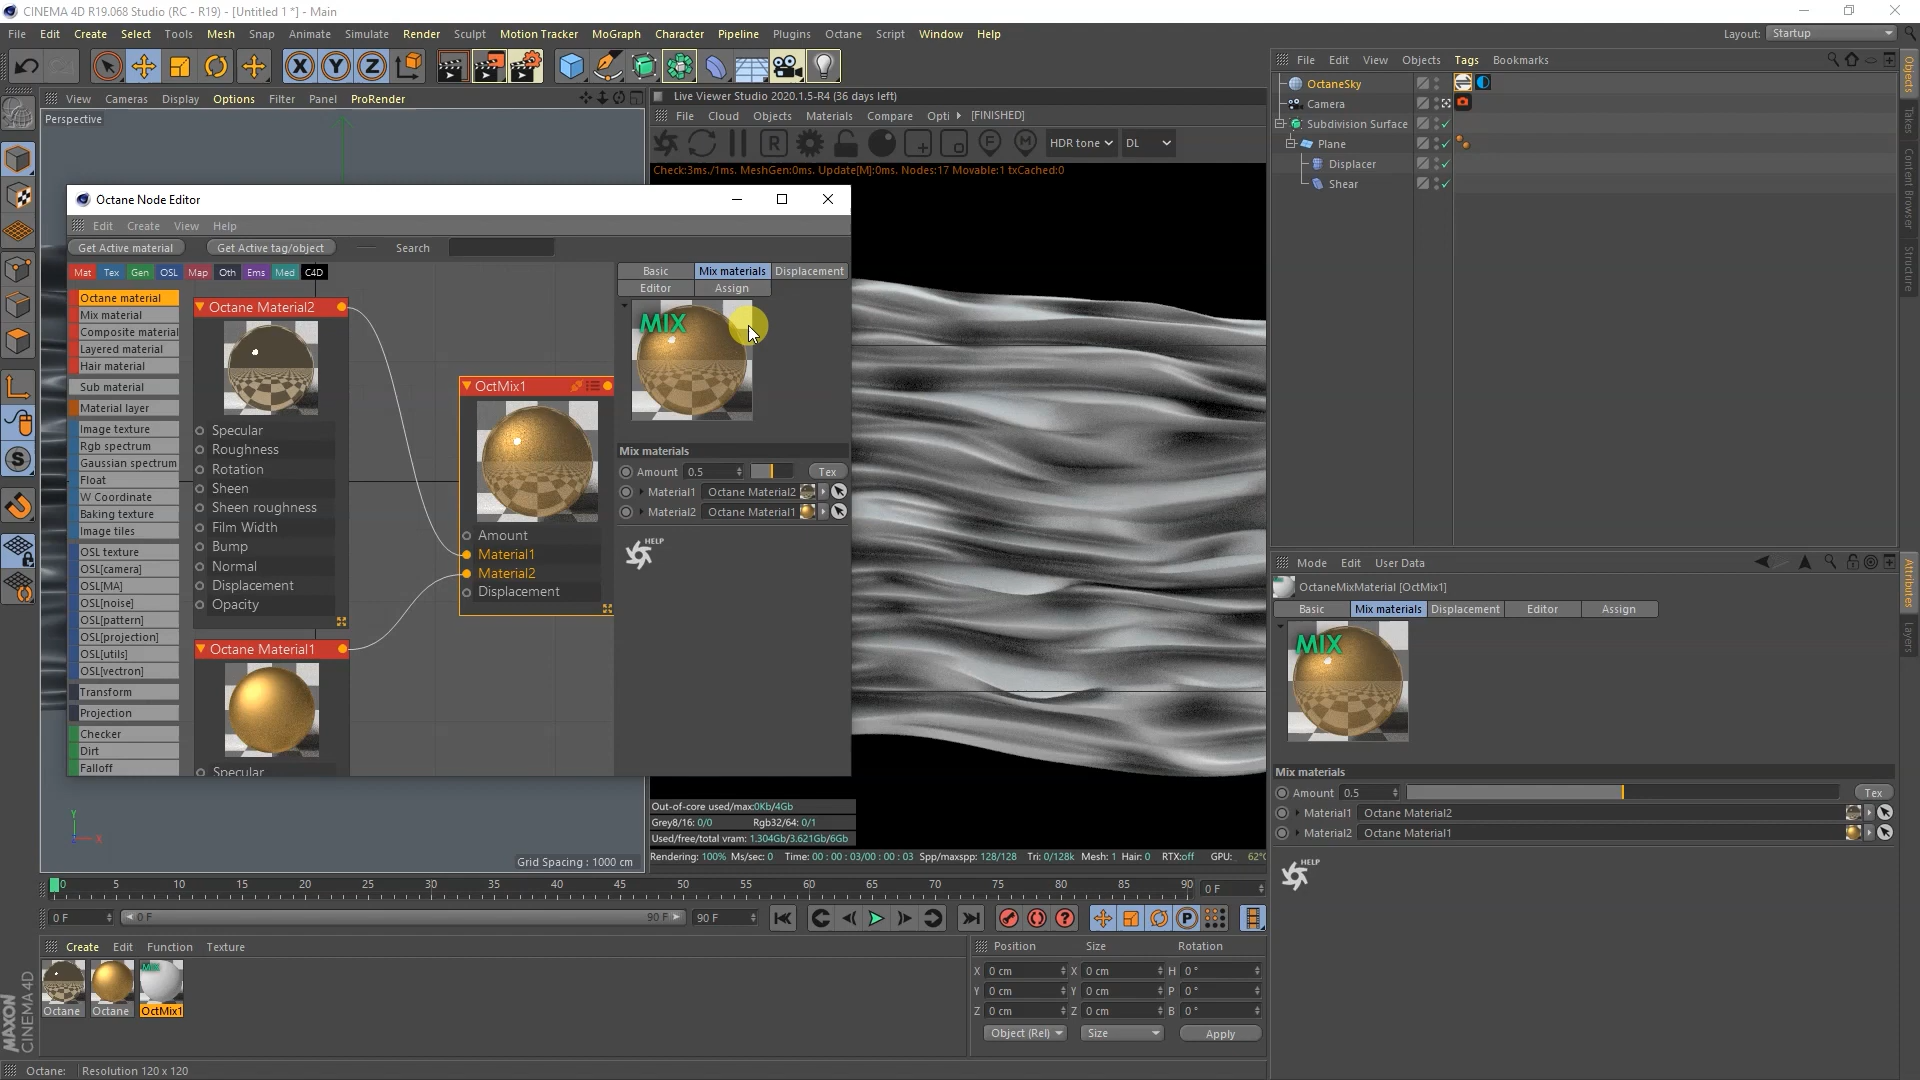 CINEMA 4D R19.068 Studio (RC - R19) - [Untitled 1 *] - Main
File Edit Create Select Tools Mesh Snap Animate Simulate Render Sculpt Motion Tracker MoGraph Character Pipeline Plugins Octane Script Window Help
Layout: Startup
X Y Z
File Edit View Objects Tags Bookmarks
OctaneSky
Camera
Subdivision Surface
Plane
Displacer
Shear
View Cameras Display Options Filter Panel ProRender
Perspective
Live Viewer Studio 2020.1.5-R4 (36 days left)
File Cloud Objects Materials Compare Opti [FINISHED]
R F M HDR tone DL
Check:3ms./1ms. MeshGen:0ms. Update[M]:0ms. Nodes:17 Movable:1 txCached:0
Octane Node Editor
Edit Create View Help
Get Active material Get Active tag/object Search
Mat Tex Gen OSL Map Oth Ems Med C4D
Octane material
Mix material
Composite material
Layered material
Hair material
Sub material
Material layer
Image texture
Rgb spectrum
Gaussian spectrum
Float
W Coordinate
Baking texture
Image tiles
OSL texture
OSL[camera]
OSL[MA]
OSL[noise]
OSL[pattern]
OSL[projection]
OSL[utils]
OSL[vectron]
Transform
Projection
Checker
Dirt
Falloff
Octane Material2
Specular
Roughness
Rotation
Sheen
Sheen roughness
Film Width
Bump
Normal
Displacement
Opacity
Octane Material1
Specular
OctMix1
Amount
Material1
Material2
Displacement
Basic Mix materials Displacement
Editor Assign
MIX
Mix materials
Amount 0.5 Tex
Material1 Octane Material2
Material2 Octane Material1
HELP
Out-of-core used/max:0Kb/4Gb
Grey8/16: 0/0 Rgb32/64: 0/1
Used/free/total vram: 1.304Gb/3.621Gb/6Gb
Rendering: 100% Ms/sec: 0 Time: 00 : 00 : 03/00 : 00 : 03 Spp/maxspp: 128/128 Tri: 0/128k Mesh: 1 Hair: 0 RTX:off GPU:
Y
X
Grid Spacing : 1000 cm
0 5 10 15 20 25 30 35 40 45 50 55 60 65 70 75 80 85 90 0 F
0 F 0 F 90 F 90 F
P
Create Edit Function Texture
Octane Octane OctMix1
MIX
Position Size Rotation
X 0 cm X 0 cm H 0 °
Y 0 cm Y 0 cm P 0 °
Z 0 cm Z 0 cm B 0 °
Object (Rel) Size Apply
Mode Edit User Data
OctaneMixMaterial [OctMix1]
Basic Mix materials Displacement Editor Assign
MIX
Mix materials
Amount 0.5 Tex
Material1 Octane Material2
Material2 Octane Material1
HELP
Objects
Takes
Content Browser
Structure
Attributes
Layers
MAXON
CINEMA 4D
Octane: Resolution 120 x 120